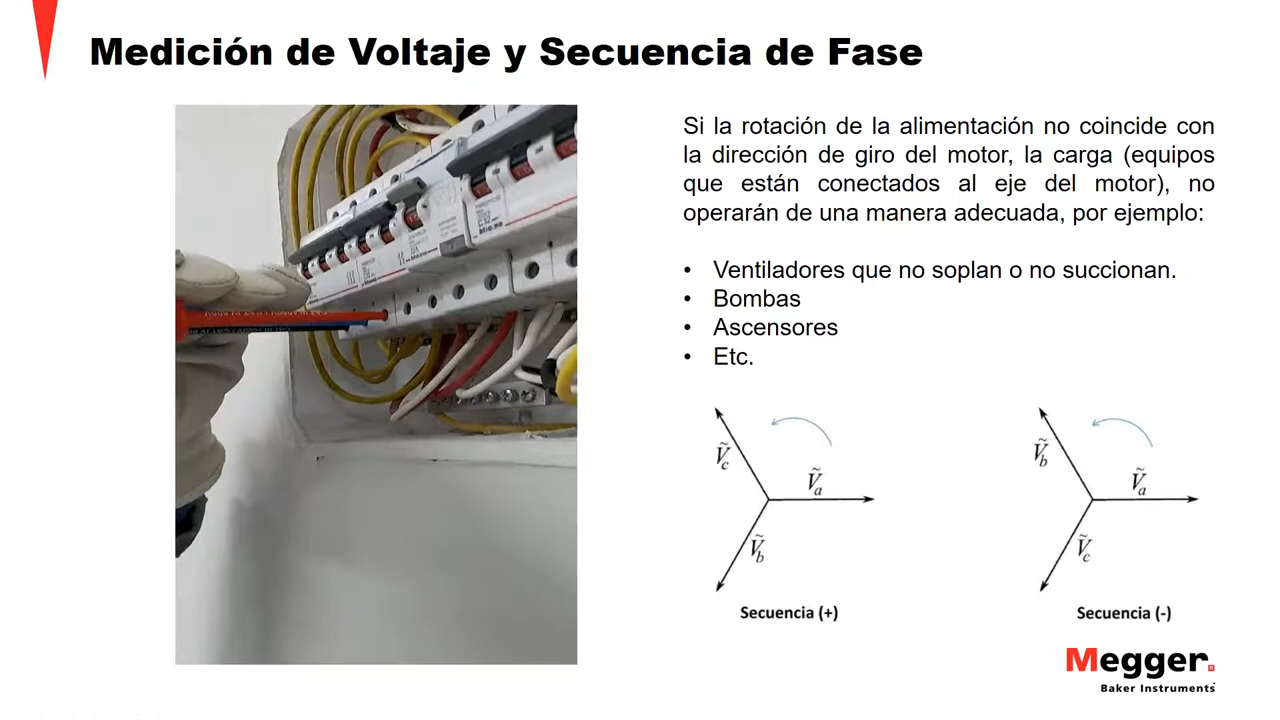 Medición de Voltaje y Secuencia de Fase
Si la rotación de la alimentación no coincide con
la dirección de giro del motor, la carga (equipos
que están conectados al eje del motor), no
operarán de una manera adecuada, por ejemplo:
• Ventiladores que no soplan o no succionan.
• Bombas
• Ascensores
• Etc.
Ṽc
Ṽa
Ṽb
Secuencia (+)
Ṽb
Ṽa
Ṽc
Secuencia (-)
Megger
Baker Instruments